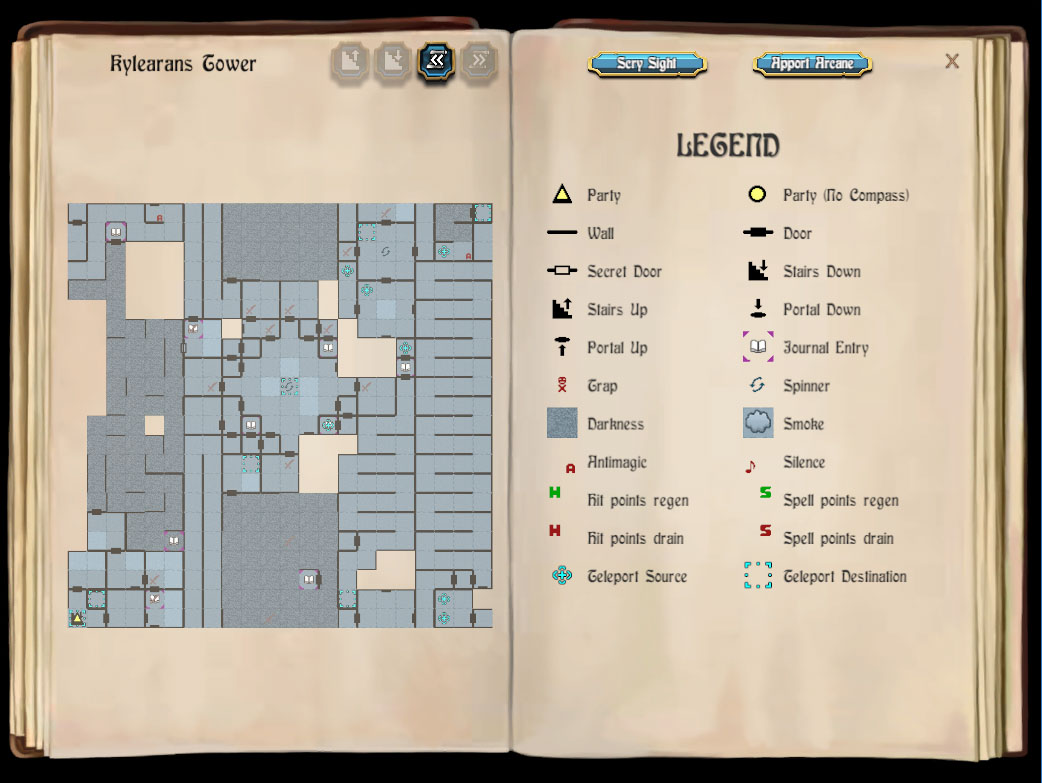 Kylearans Tower
Scry Sight
Apport Arcane
X
LEGEND
Party
Party (No Compass)
Wall
Door
Secret Door
Stairs Down
Stairs Up
Portal Down
Portal Up
Journal Entry
Trap
Spinner
Darkness
Smoke
A
Antimagic
Silence
H
Hit points regen
S
Spell points regen
H
Hit points drain
S
Spell points drain
Teleport Source
Teleport Destination